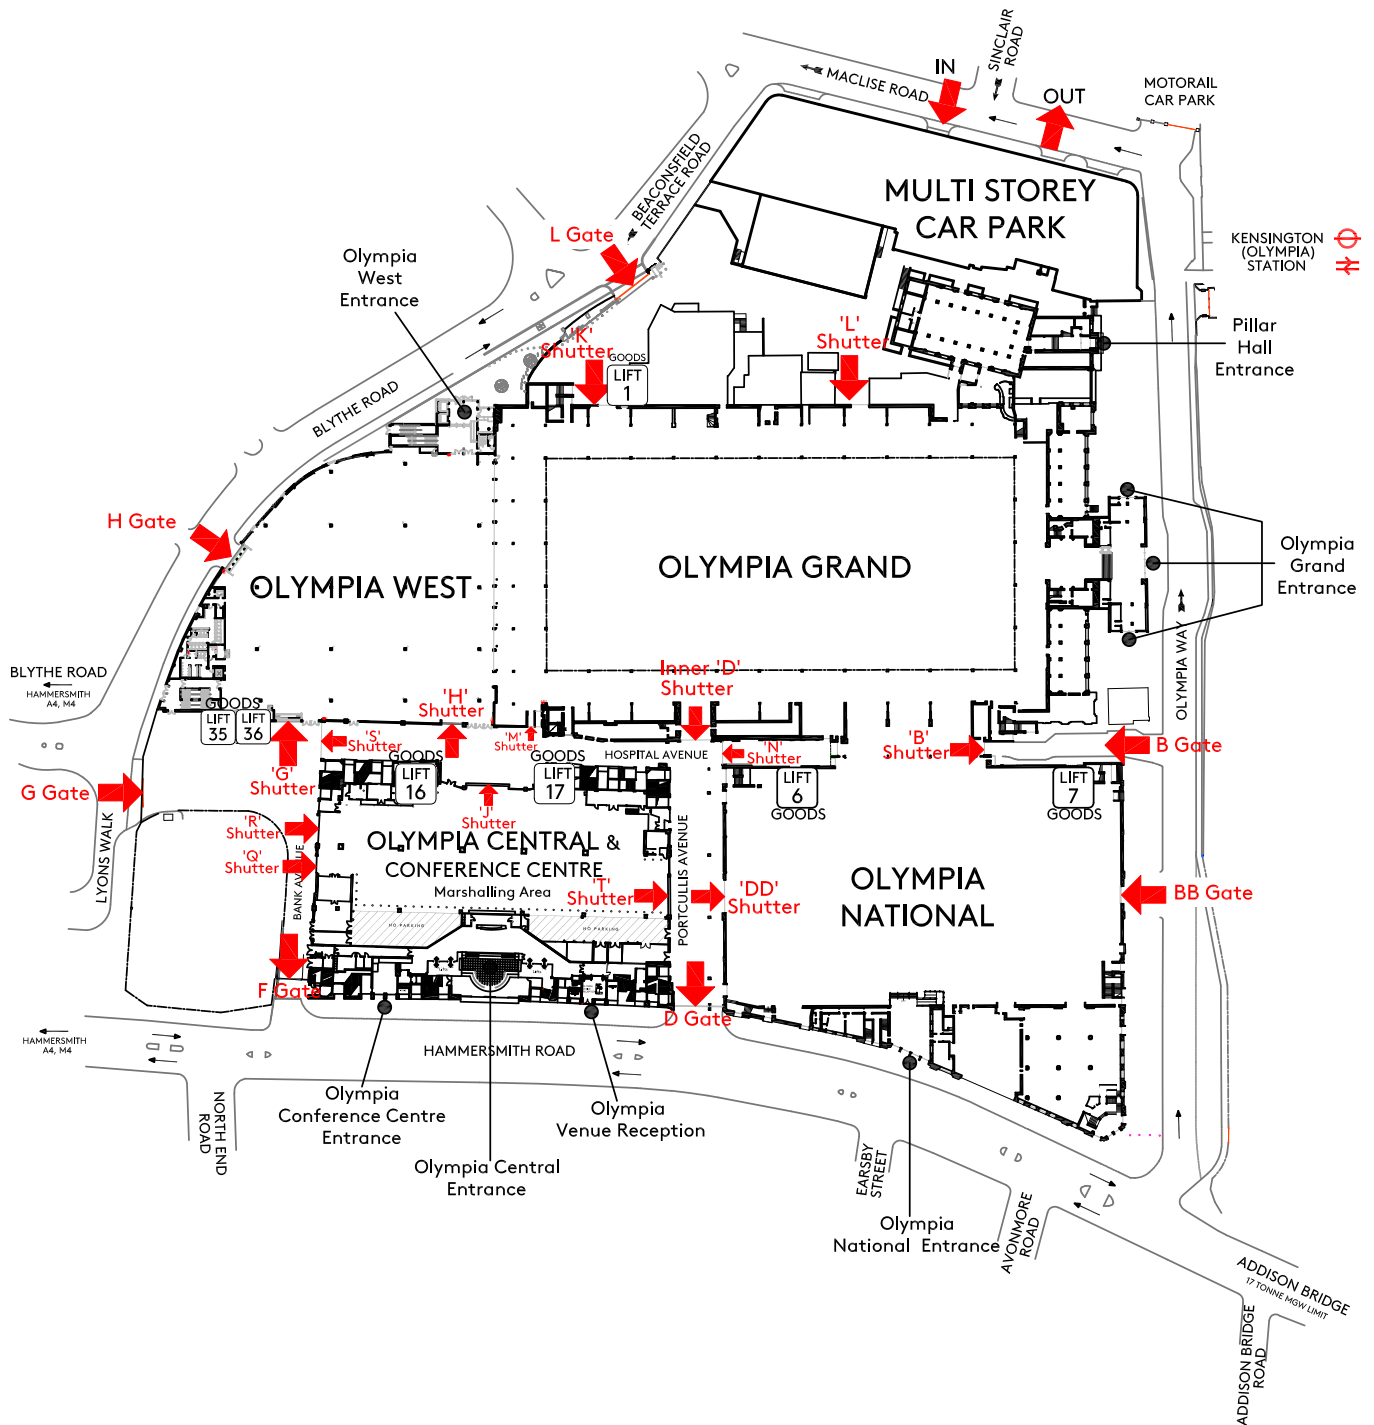 IN
SINCLAIR
ROAD
MACLISE ROAD
OUT
MOTORAIL
CAR PARK
BEACONSFIELD
TERRACE ROAD
MULTI STOREY
CAR PARK
L Gate
KENSINGTON
(OLYMPIA)
STATION
Olympia
West
Entrance
'K'
Shutter
GOODS
LIFT
1
'L'
Shutter
Pillar
Hall
Entrance
BLYTHE ROAD
H Gate
OLYMPIA WEST
OLYMPIA GRAND
Olympia
Grand
Entrance
OLYMPIA WAY
BLYTHE ROAD
HAMMERSMITH
A4, M4
GOODS
LIFT
35
LIFT
36
'H'
Shutter
Inner 'D'
Shutter
'S'
Shutter
'M'
Shutter
HOSPITAL AVENUE
'N'
Shutter
'B'
Shutter
B Gate
G Gate
'G'
Shutter
GOODS
LIFT
16
GOODS
LIFT
17
LIFT
6
GOODS
LIFT
7
GOODS
'J'
Shutter
'R'
Shutter
'Q'
Shutter
LYONS WALK
BANK AVENUE
OLYMPIA CENTRAL &
CONFERENCE CENTRE
Marshalling Area
'T'
Shutter
PORTCULLIS AVENUE
'DD'
Shutter
OLYMPIA
NATIONAL
BB Gate
NO PARKING
NO PARKING
F Gate
D Gate
HAMMERSMITH
A4, M4
HAMMERSMITH ROAD
NORTH END
ROAD
Olympia
Conference Centre
Entrance
Olympia
Venue Reception
Olympia Central
Entrance
EARSBY
STREET
Olympia
National Entrance
AVONMORE
ROAD
ADDISON BRIDGE
17 TONNE MGW LIMIT
ADDISON BRIDGE
ROAD